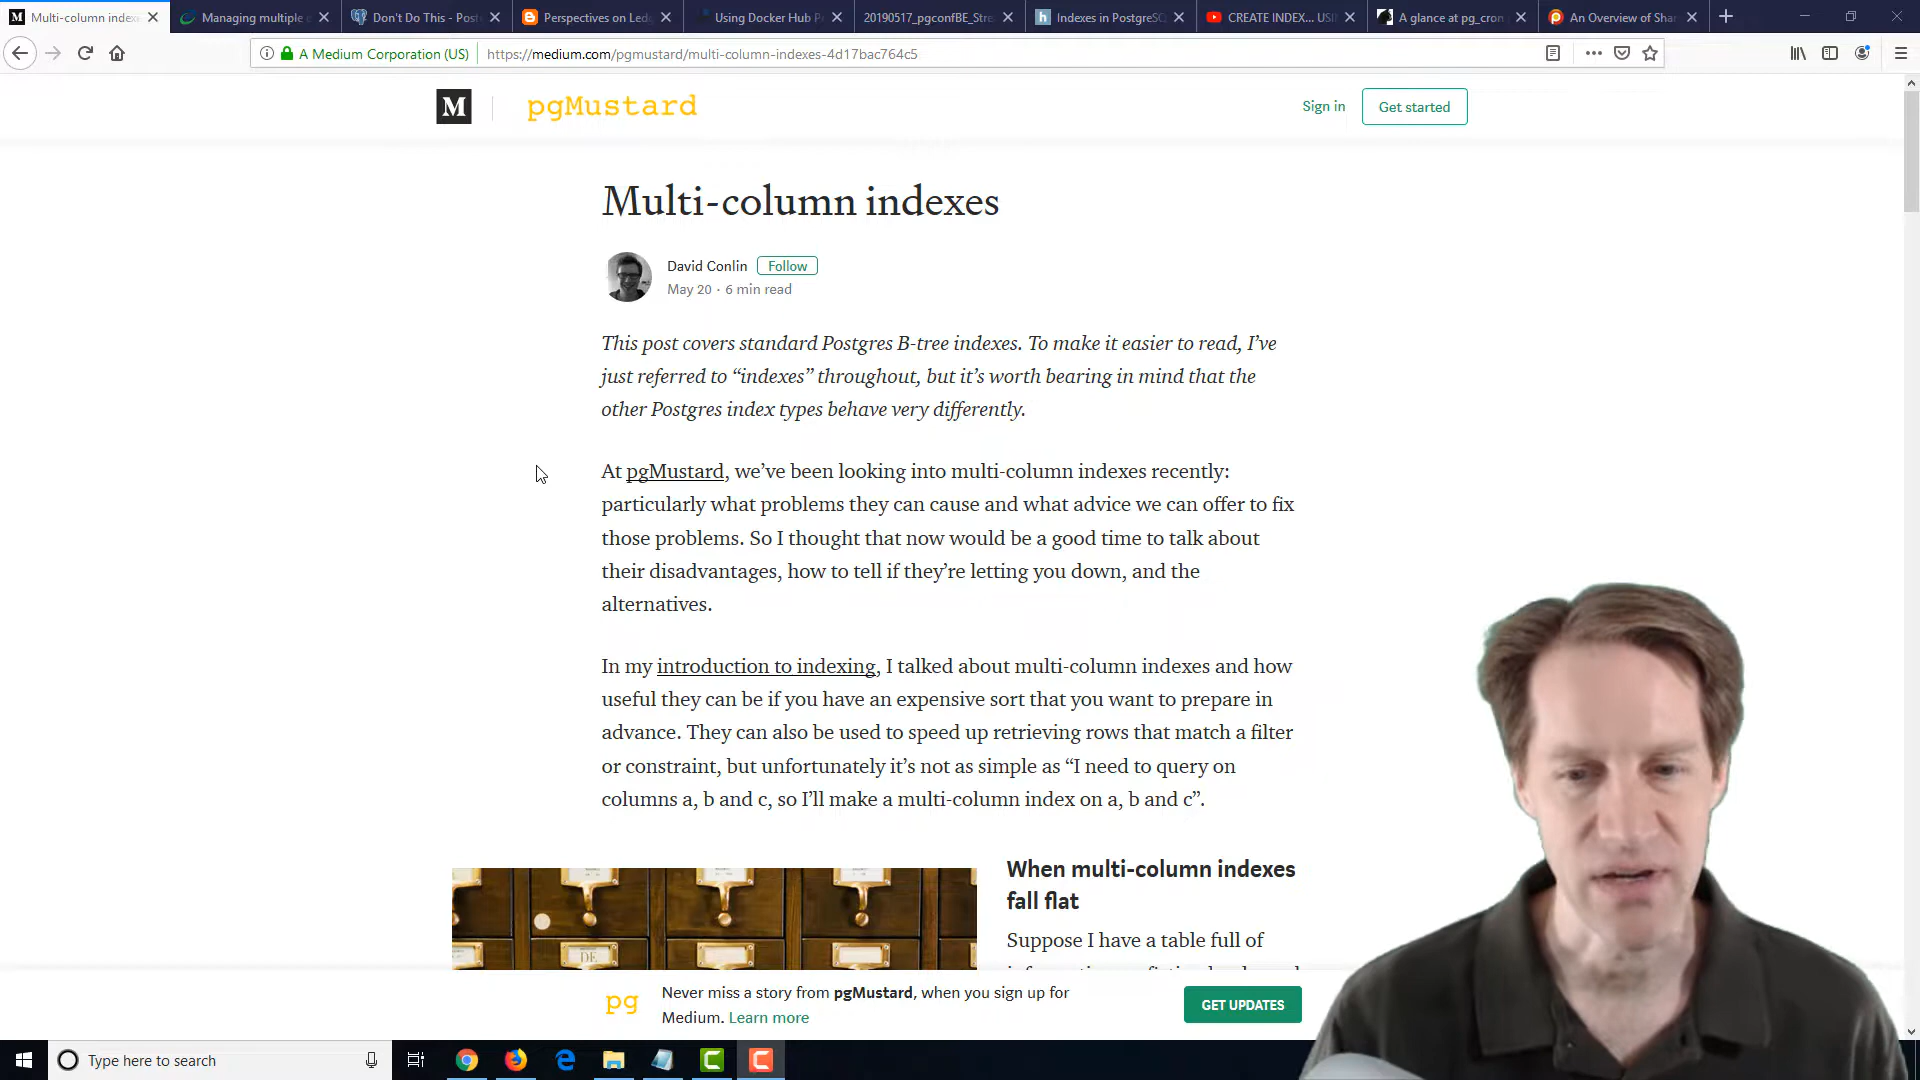 Multi-column index
Managing multiple
Don't Do This - Post
Perspectives on Led
Using Docker Hub P
20190517_pgconfBE_Stre
Indexes in PostgreS
CREATE INDEX... USI
A glance at pg_cron
An Overview of Sha
A Medium Corporation (US)
https://medium.com/pgmustard/multi-column-indexes-4d17bac764c5
M
pgMustard
Sign in
Get started
Multi-column indexes
David Conlin
Follow
May 20 · 6 min read
This post covers standard Postgres B-tree indexes. To make it easier to read, I’ve
just referred to “indexes” throughout, but it’s worth bearing in mind that the
other Postgres index types behave very differently.
At pgMustard, we’ve been looking into multi-column indexes recently:
particularly what problems they can cause and what advice we can offer to fix
those problems. So I thought that now would be a good time to talk about
their disadvantages, how to tell if they’re letting you down, and the
alternatives.
In my introduction to indexing, I talked about multi-column indexes and how
useful they can be if you have an expensive sort that you want to prepare in
advance. They can also be used to speed up retrieving rows that match a filter
or constraint, but unfortunately it’s not as simple as “I need to query on
columns a, b and c, so I’ll make a multi-column index on a, b and c”.
When multi-column indexes
fall flat
Suppose I have a table full of
DE
pg
Never miss a story from pgMustard, when you sign up for
Medium. Learn more
GET UPDATES
Type here to search